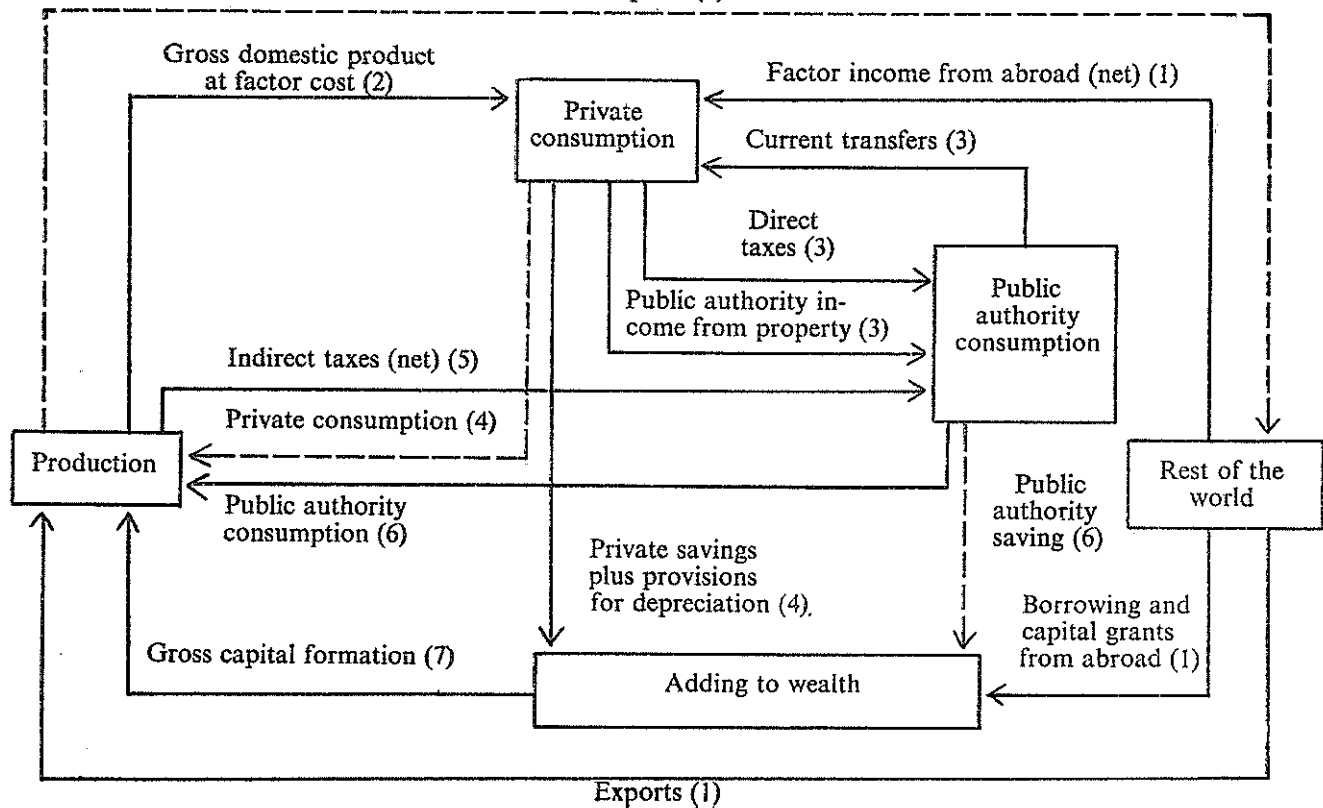 Gross domestic product
at factor cost (2)
Factor income from abroad (net) (1)
Private
consumption
Current transfers (3)
Direct
taxes (3)
Public authority in-
come from property (3)
Public
authority
consumption
Indirect taxes (net) (5)
Private consumption (4)
Production
Rest of the
world
Public authority
consumption (6)
Public
authority
saving (6)
Private savings
plus provisions
for depreciation (4).
Borrowing and
capital grants
from abroad (1)
Gross capital formation (7)
Adding to wealth
Exports (1)